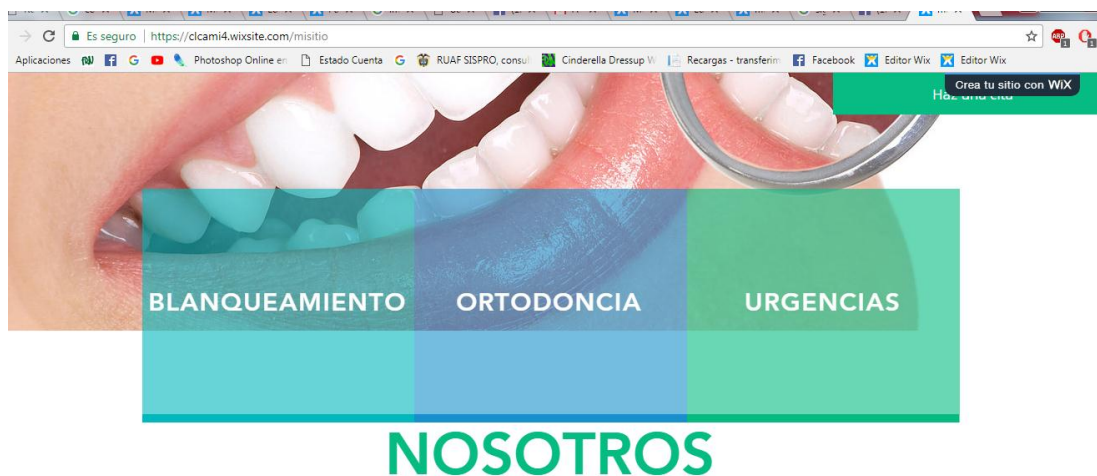 Es seguro | https://clcami4.wixsite.com/misitio
Aplicaciones Photoshop Online en Estado Cuenta RUAF SISPRO, consul Cinderella Dressup W Recargas - transferim Facebook Editor Wix Editor Wix
Crea tu sitio con WiX
Haz una cita
BLANQUEAMIENTO ORTODONCIA URGENCIAS
NOSOTROS